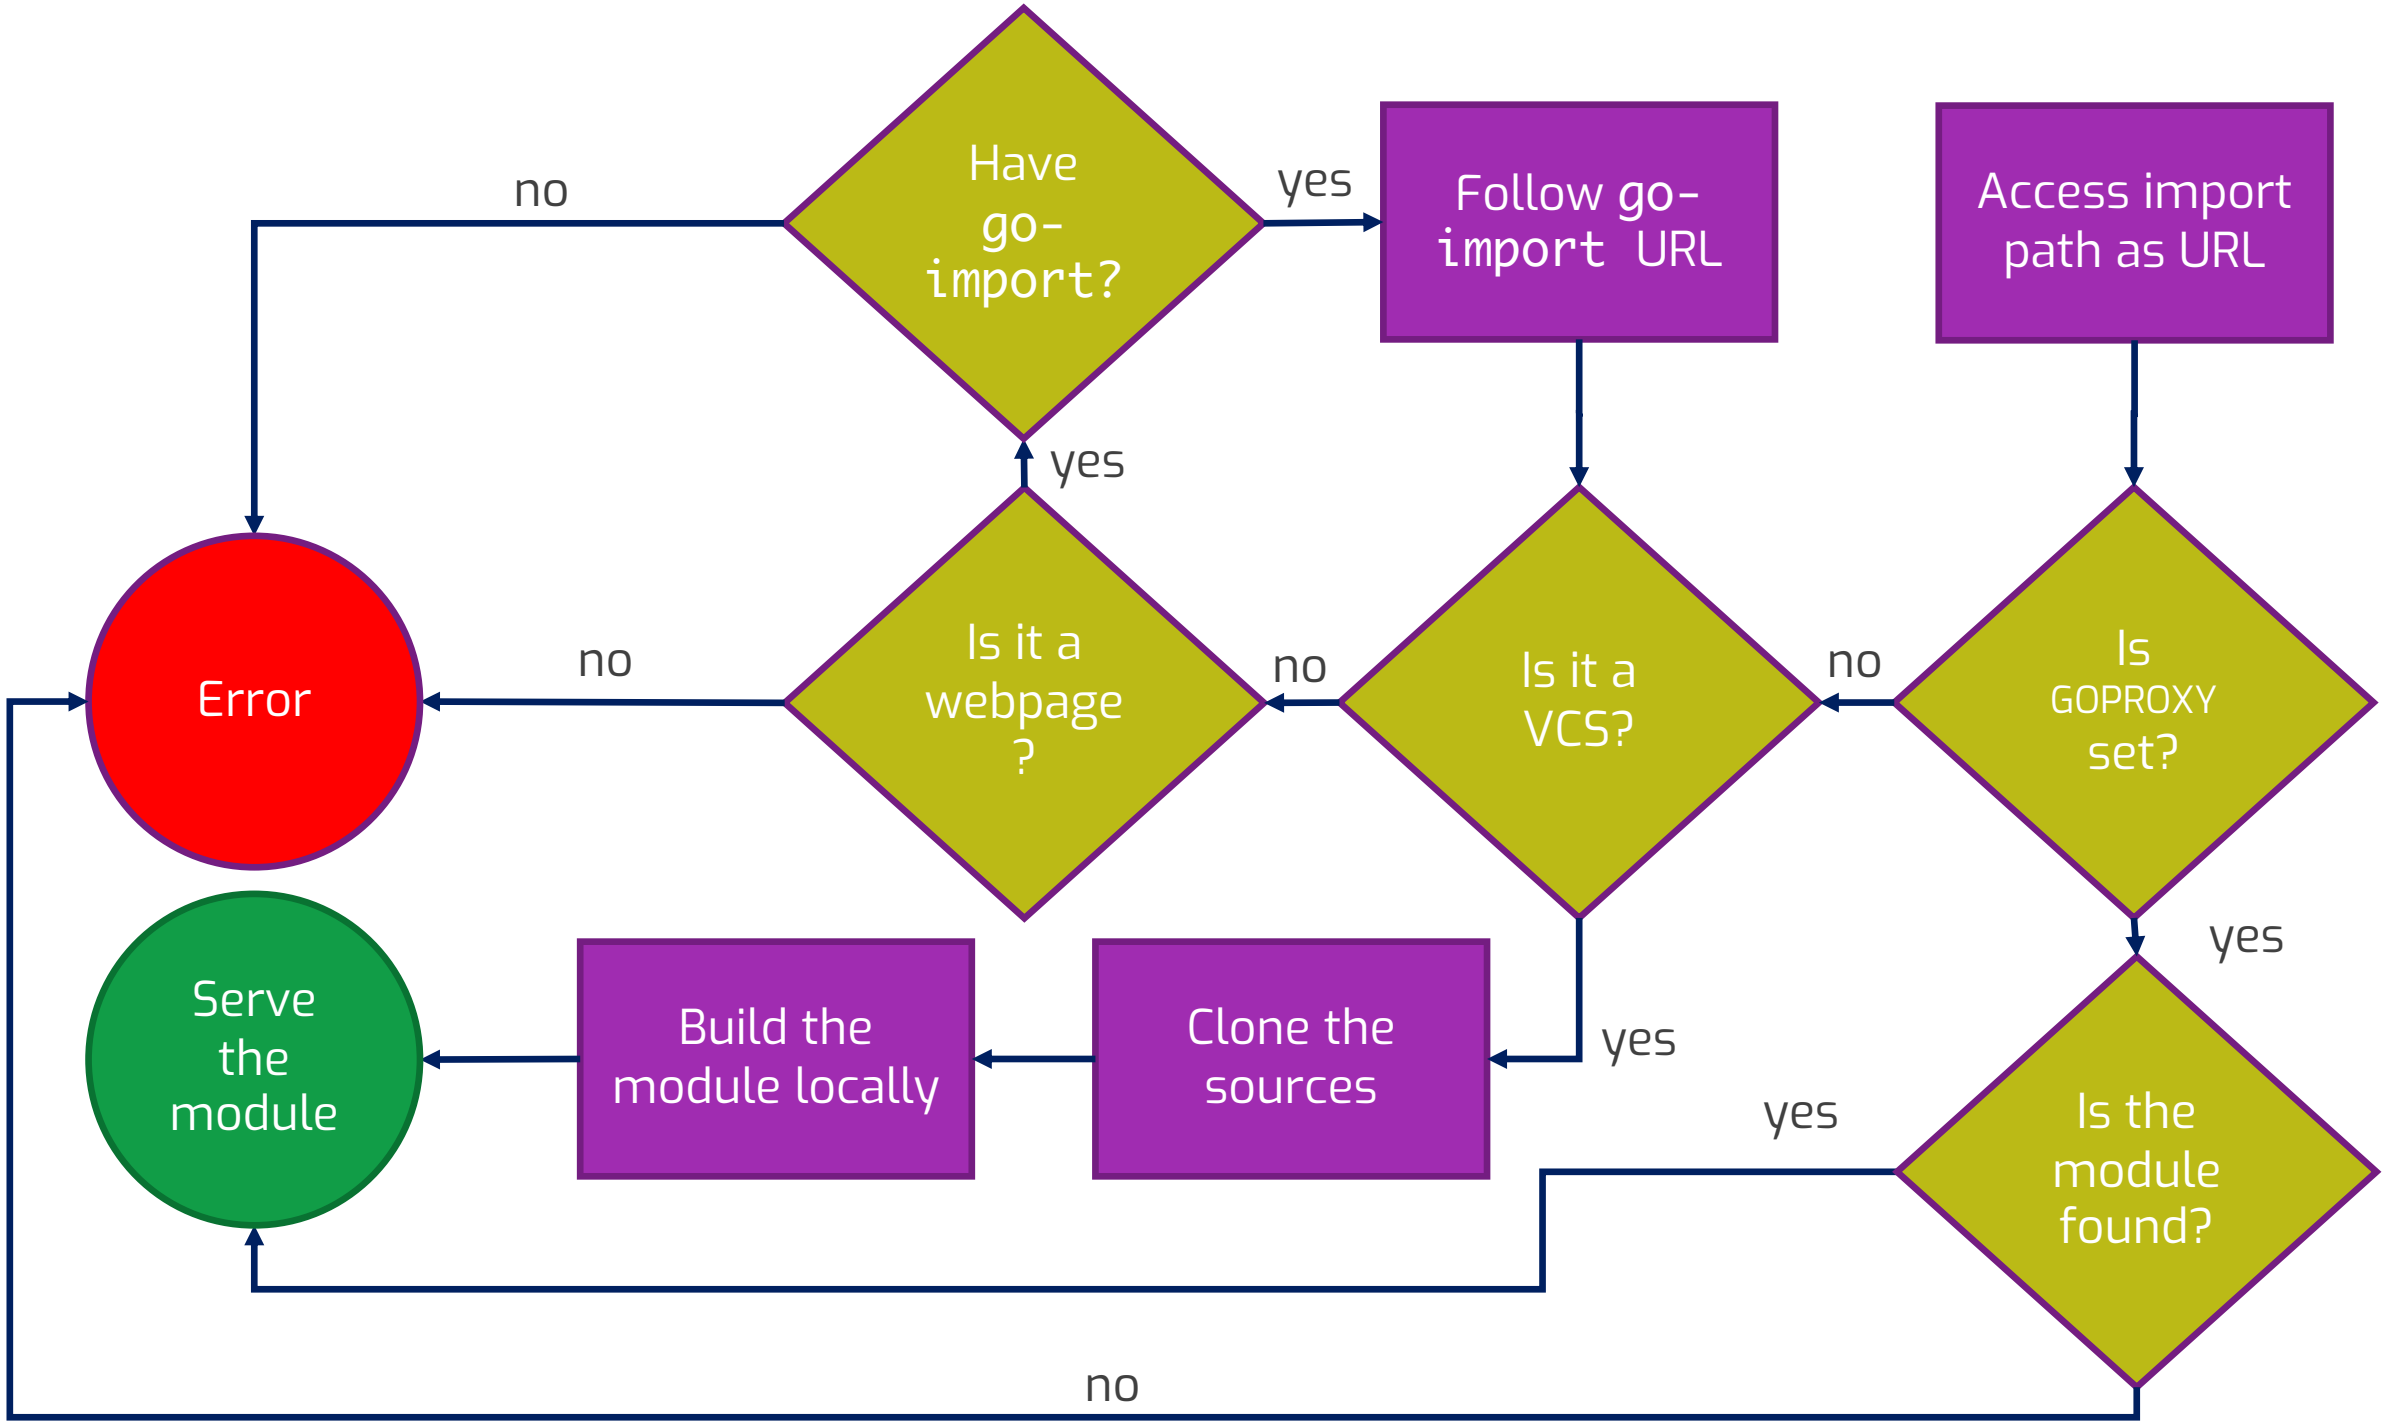 Have
go-
import?
yes
Follow go-
import URL
Access import
path as URL
no
yes
Error
no
Is it a
webpage
?
no
Is it a
VCS?
no
Is
GOPROXY
set?
yes
Serve
the
module
Build the
module locally
Clone the
sources
yes
yes
Is the
module
found?
no